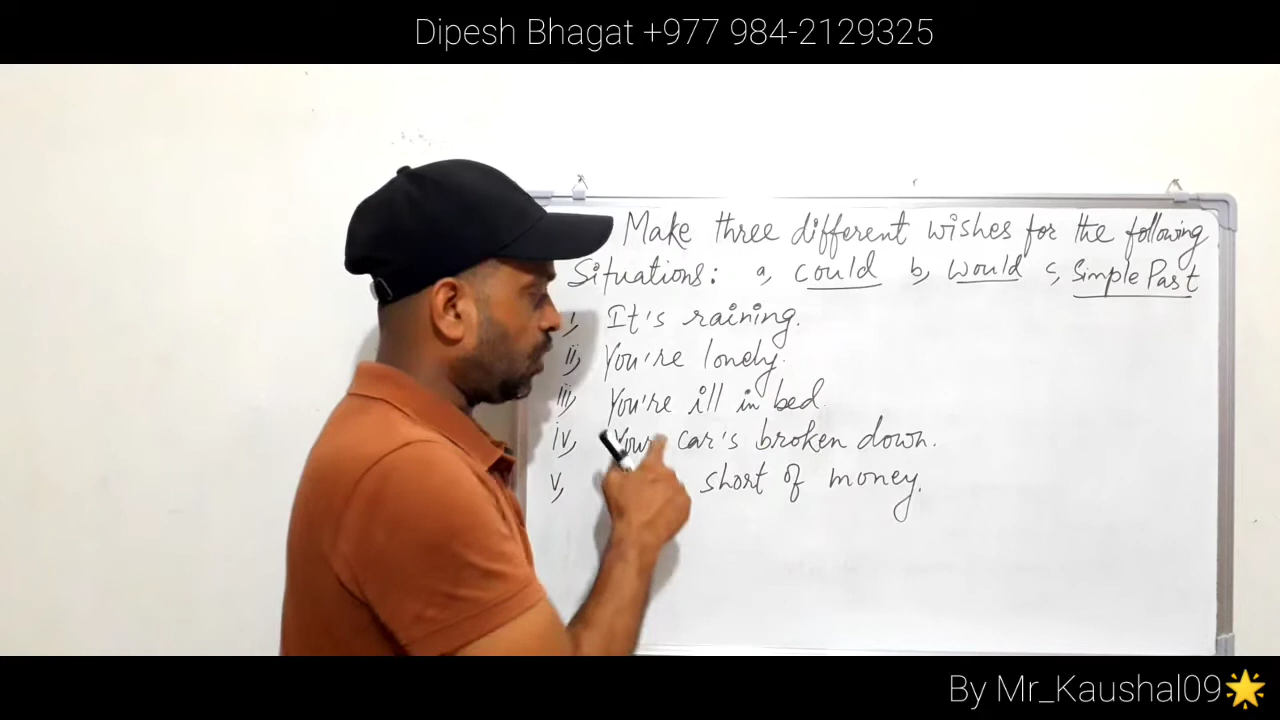 Dipesh Bhagat +977 984-2129325
Make three different wishes for the following
Situations: a, could b, would c, Simple Past
i, It's raining.
ii, You're lonely.
iii, You're ill in bed.
iv, Your car's broken down.
v, short of money.
By Mr_Kaushal09🌟